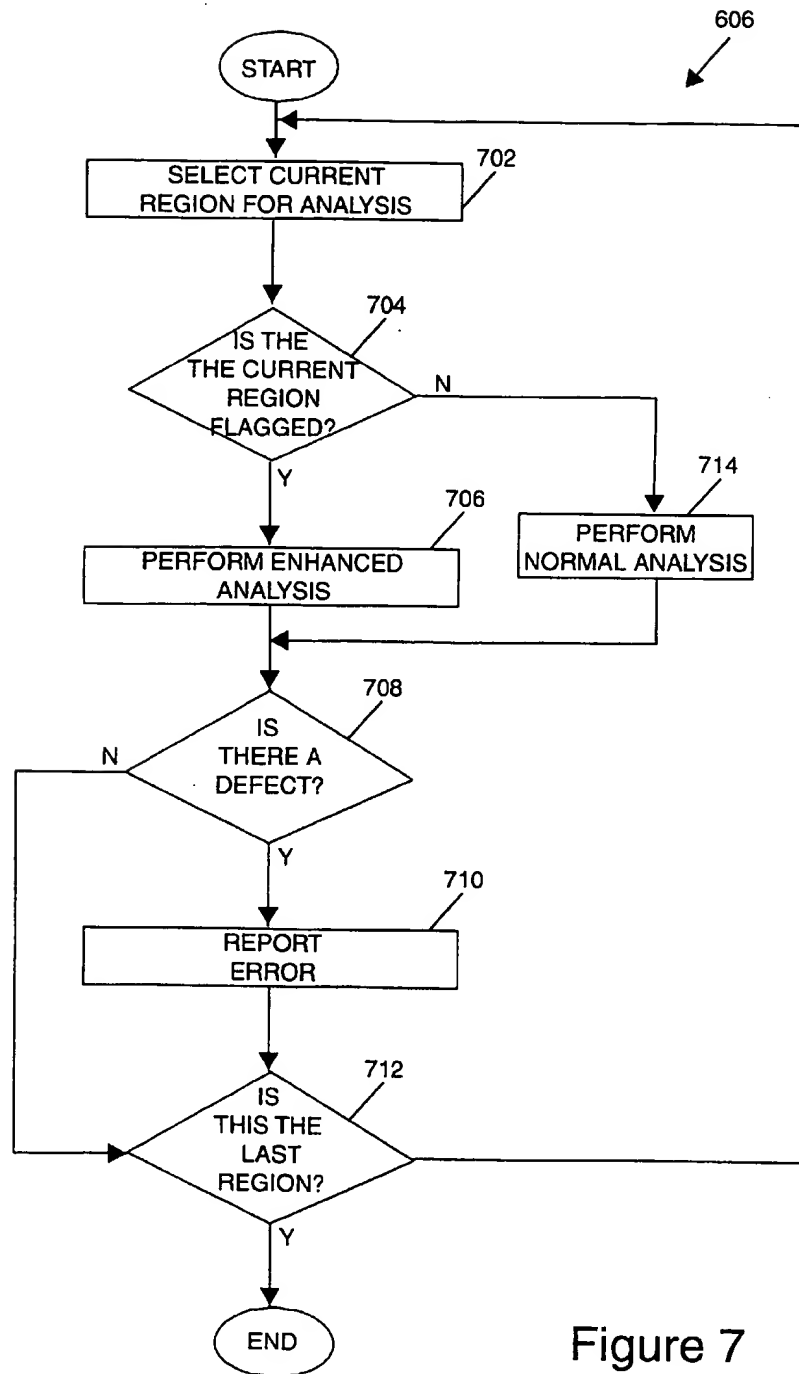 606
START
702
SELECT CURRENT
REGION FOR ANALYSIS
704
IS THE
THE CURRENT
REGION
FLAGGED?
N
Y
706
PERFORM ENHANCED
ANALYSIS
714
PERFORM
NORMAL ANALYSIS
708
IS
THERE A
DEFECT?
N
Y
710
REPORT
ERROR
712
IS
THIS THE
LAST
REGION?
Y
END
Figure 7